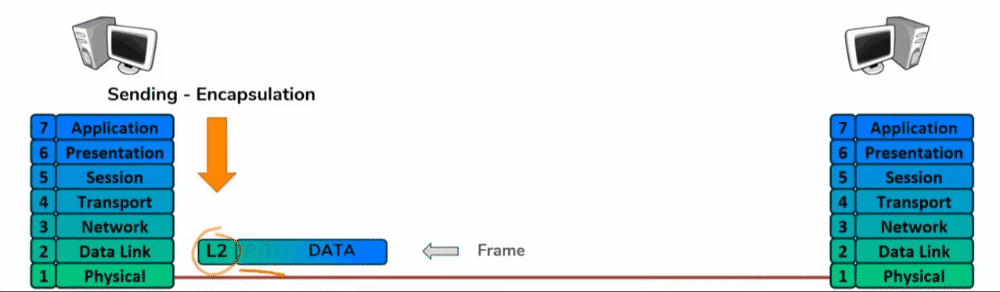 Sending - Encapsulation
7 Application
6 Presentation
5 Session
4 Transport
3 Network
2 Data Link
1 Physical
L2 DATA
Frame
7 Application
6 Presentation
5 Session
4 Transport
3 Network
2 Data Link
1 Physical